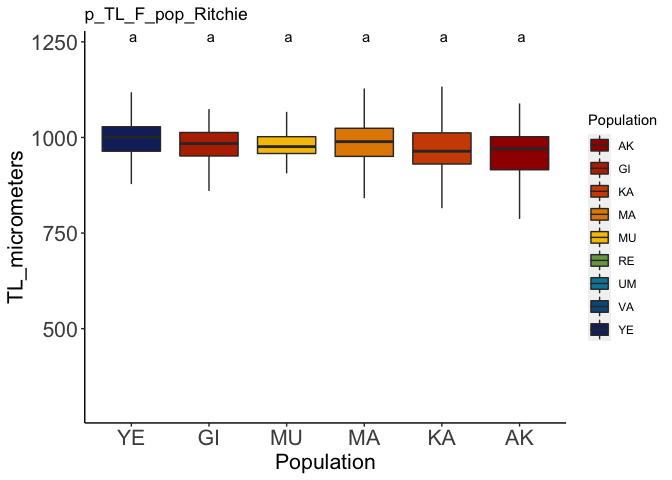 p_TL_F_pop_Ritchie
a a a a a a
1250
1000
750
500
TL_micrometers
YE GI MU MA KA AK
Population
Population
AK
GI
KA
MA
MU
RE
UM
VA
YE